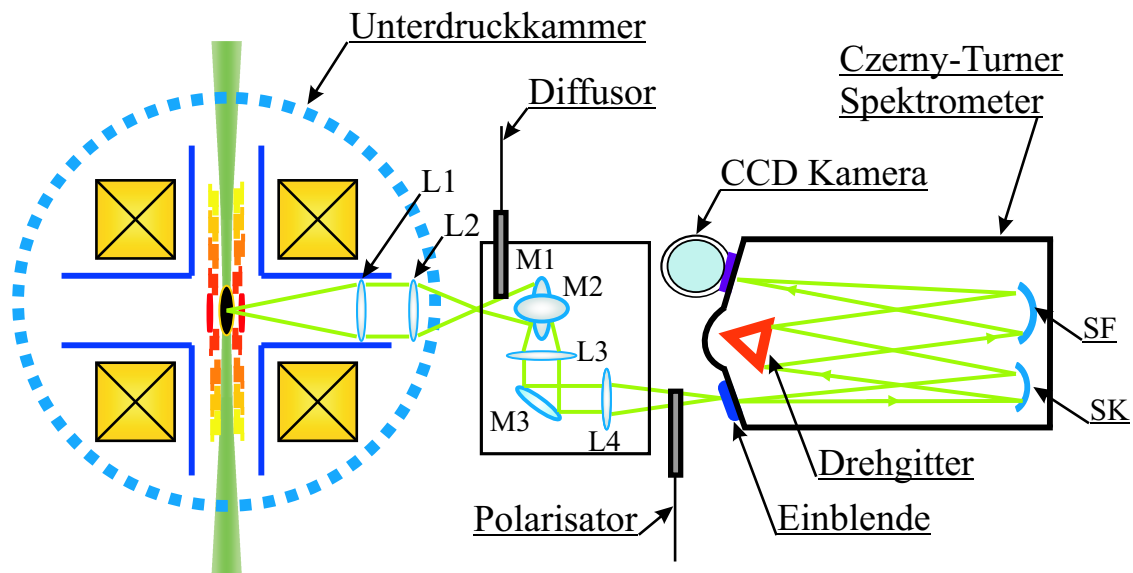 Unterdruckkammer
Diffusor
Czerny-Turner
Spektrometer
CCD Kamera
L1
L2
M1
M2
L3
M3
L4
SF
SK
Drehgitter
Einblende
Polarisator